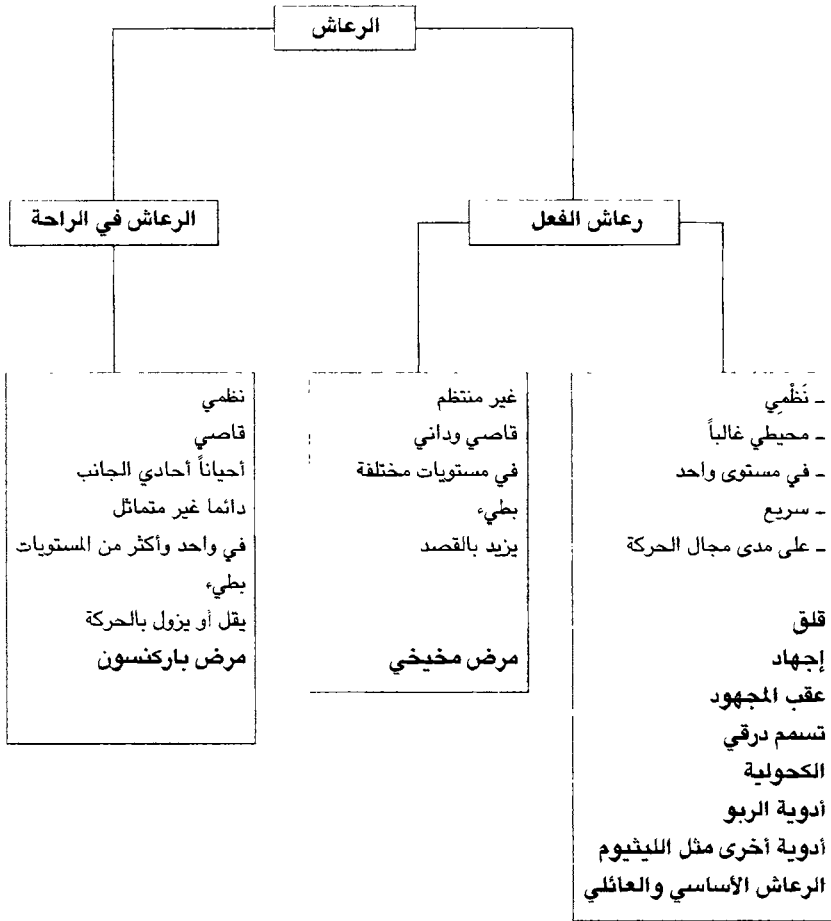 الرعاش
رعاش الفعل
الرعاش في الراحة
ـ نَظْمِي
ـ محيطي غالباً
ـ في مستوى واحد
ـ سريع
ـ على مدى مجال الحركة
قلق
إجهاد
عقب المجهود
تسمم درقي
الكحولية
أدوية الربو
أدوية أخرى مثل الليثيوم
الرعاش الأساسي والعائلي
غير منتظم
قاصي وداني
في مستويات مختلفة
بطيء
يزيد بالقصد
مرض مخيخي
نظمي
قاصي
أحياناً أحادي الجانب
دائما غير متماثل
في واحد وأكثر من المستويات
بطيء
يقل أو يزول بالحركة
مرض باركنسون